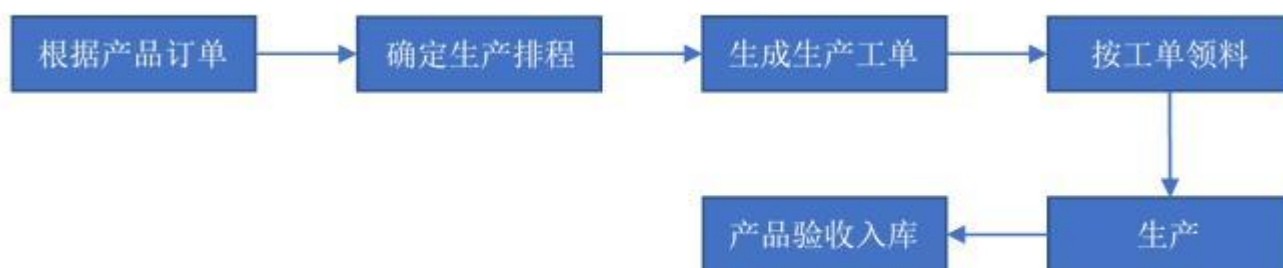 根据产品订单
确定生产排程
生成生产工单
按工单领料
生产
产品验收入库